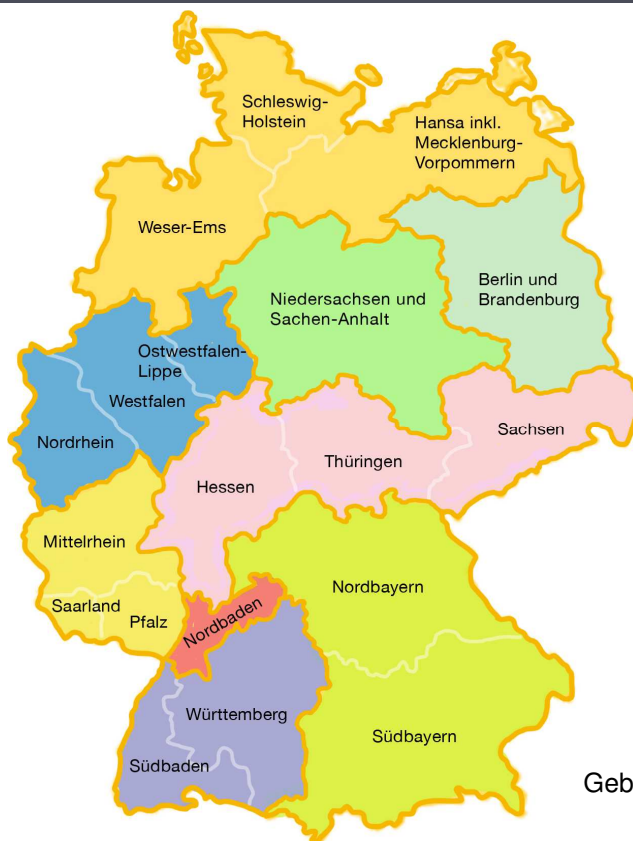 Schleswig-
Holstein
Hansa inkl.
Mecklenburg-
Vorpommern
Weser-Ems
Niedersachsen und
Sachen-Anhalt
Berlin und
Brandenburg
Ostwestfalen-
Lippe
Westfalen
Nordrhein
Sachsen
Thüringen
Hessen
Mittelrhein
Saarland
Pfalz
Nordbaden
Nordbayern
Württemberg
Südbayern
Südbaden
Geb